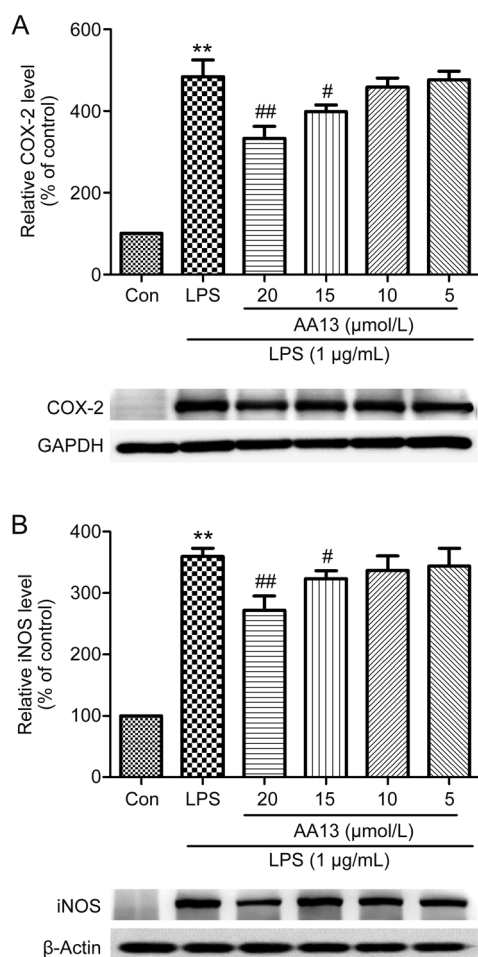 A
Relative COX-2 level
(% of control)
600
400
200
0
**
##
#
Con LPS 20 15 10 5
AA13 (μmol/L)
LPS (1 μg/mL)
COX-2
GAPDH
B
Relative iNOS level
(% of control)
400
300
200
100
0
**
##
#
Con LPS 20 15 10 5
AA13 (μmol/L)
LPS (1 μg/mL)
iNOS
β-Actin